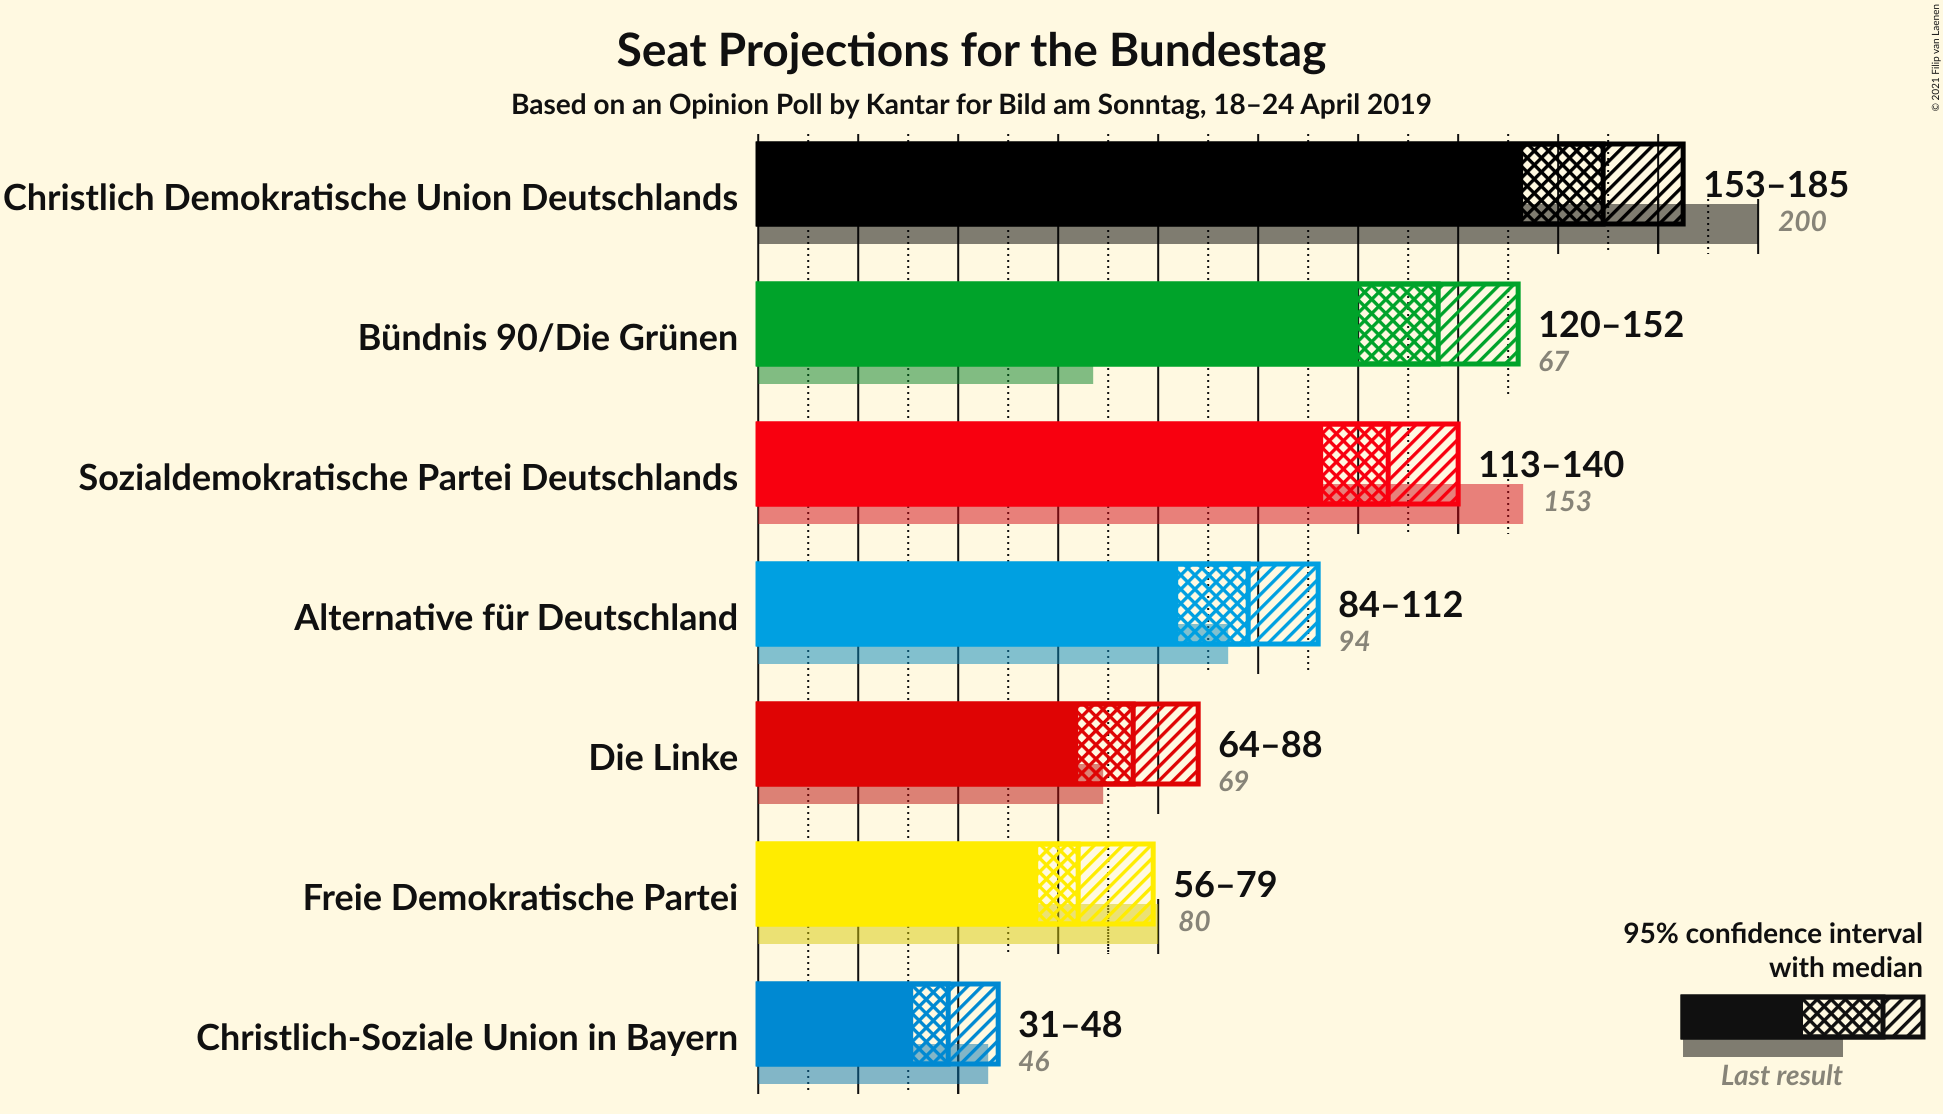 Seat Projections for the Bundestag
Based on an Opinion Poll by Kantar for Bild am Sonntag, 18–24 April 2019
© 2021 Filip van Laenen
Christlich Demokratische Union Deutschlands
153–185
200
Bündnis 90/Die Grünen
120–152
67
Sozialdemokratische Partei Deutschlands
113–140
153
Alternative für Deutschland
84–112
94
Die Linke
64–88
69
Freie Demokratische Partei
56–79
80
Christlich-Soziale Union in Bayern
31–48
46
95% confidence interval
with median
Last result